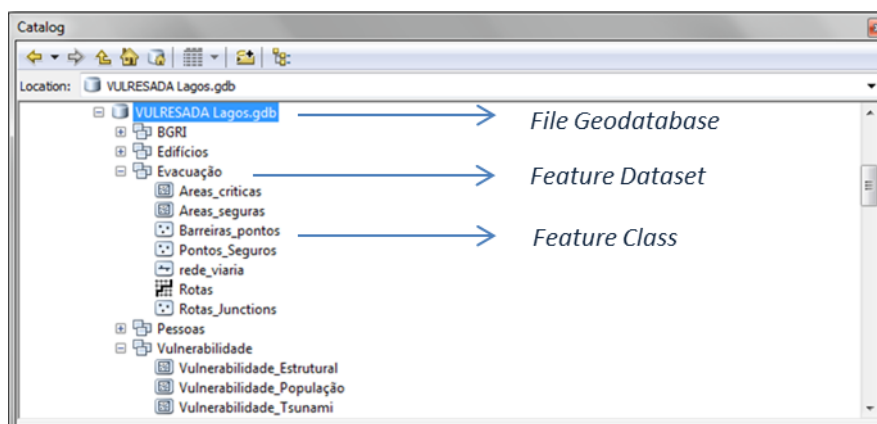 Catalog
Location: VULRESADA Lagos.gdb
VULRESADA Lagos.gdb File Geodatabase
BGRI
Edifícios
Evacuação Feature Dataset
Areas_criticas
Areas_seguras
Barreiras_pontos Feature Class
Pontos_Seguros
rede_viaria
Rotas
Rotas_Junctions
Pessoas
Vulnerabilidade
Vulnerabilidade_Estrutural
Vulnerabilidade_População
Vulnerabilidade_Tsunami